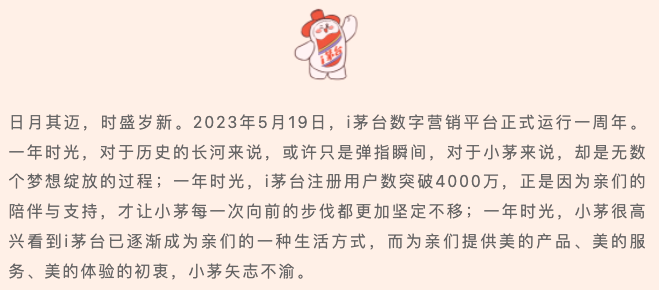 i茅台
日月其迈，时盛岁新。2023年5月19日，i茅台数字营销平台正式运行一周年。
一年时光，对于历史的长河来说，或许只是弹指瞬间，对于小茅来说，却是无数
个梦想绽放的过程；一年时光，i茅台注册用户数突破4000万，正是因为亲们的
陪伴与支持，才让小茅每一次向前的步伐都更加坚定不移；一年时光，小茅很高
兴看到i茅台已逐渐成为亲们的一种生活方式，而为亲们提供美的产品、美的服
务、美的体验的初衷，小茅矢志不渝。